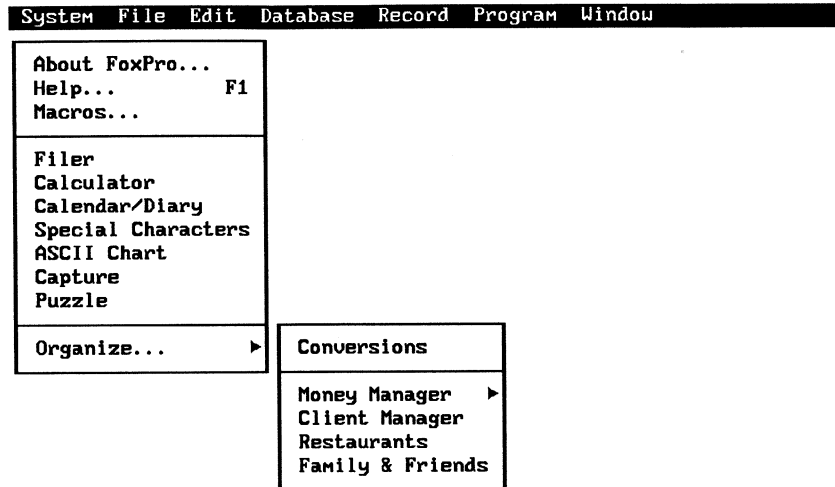 System File Edit Database Record Program Window
About FoxPro...
Help... F1
Macros...
Filer
Calculator
Calendar/Diary
Special Characters
ASCII Chart
Capture
Puzzle
Organize...
Conversions
Money Manager
Client Manager
Restaurants
Family & Friends